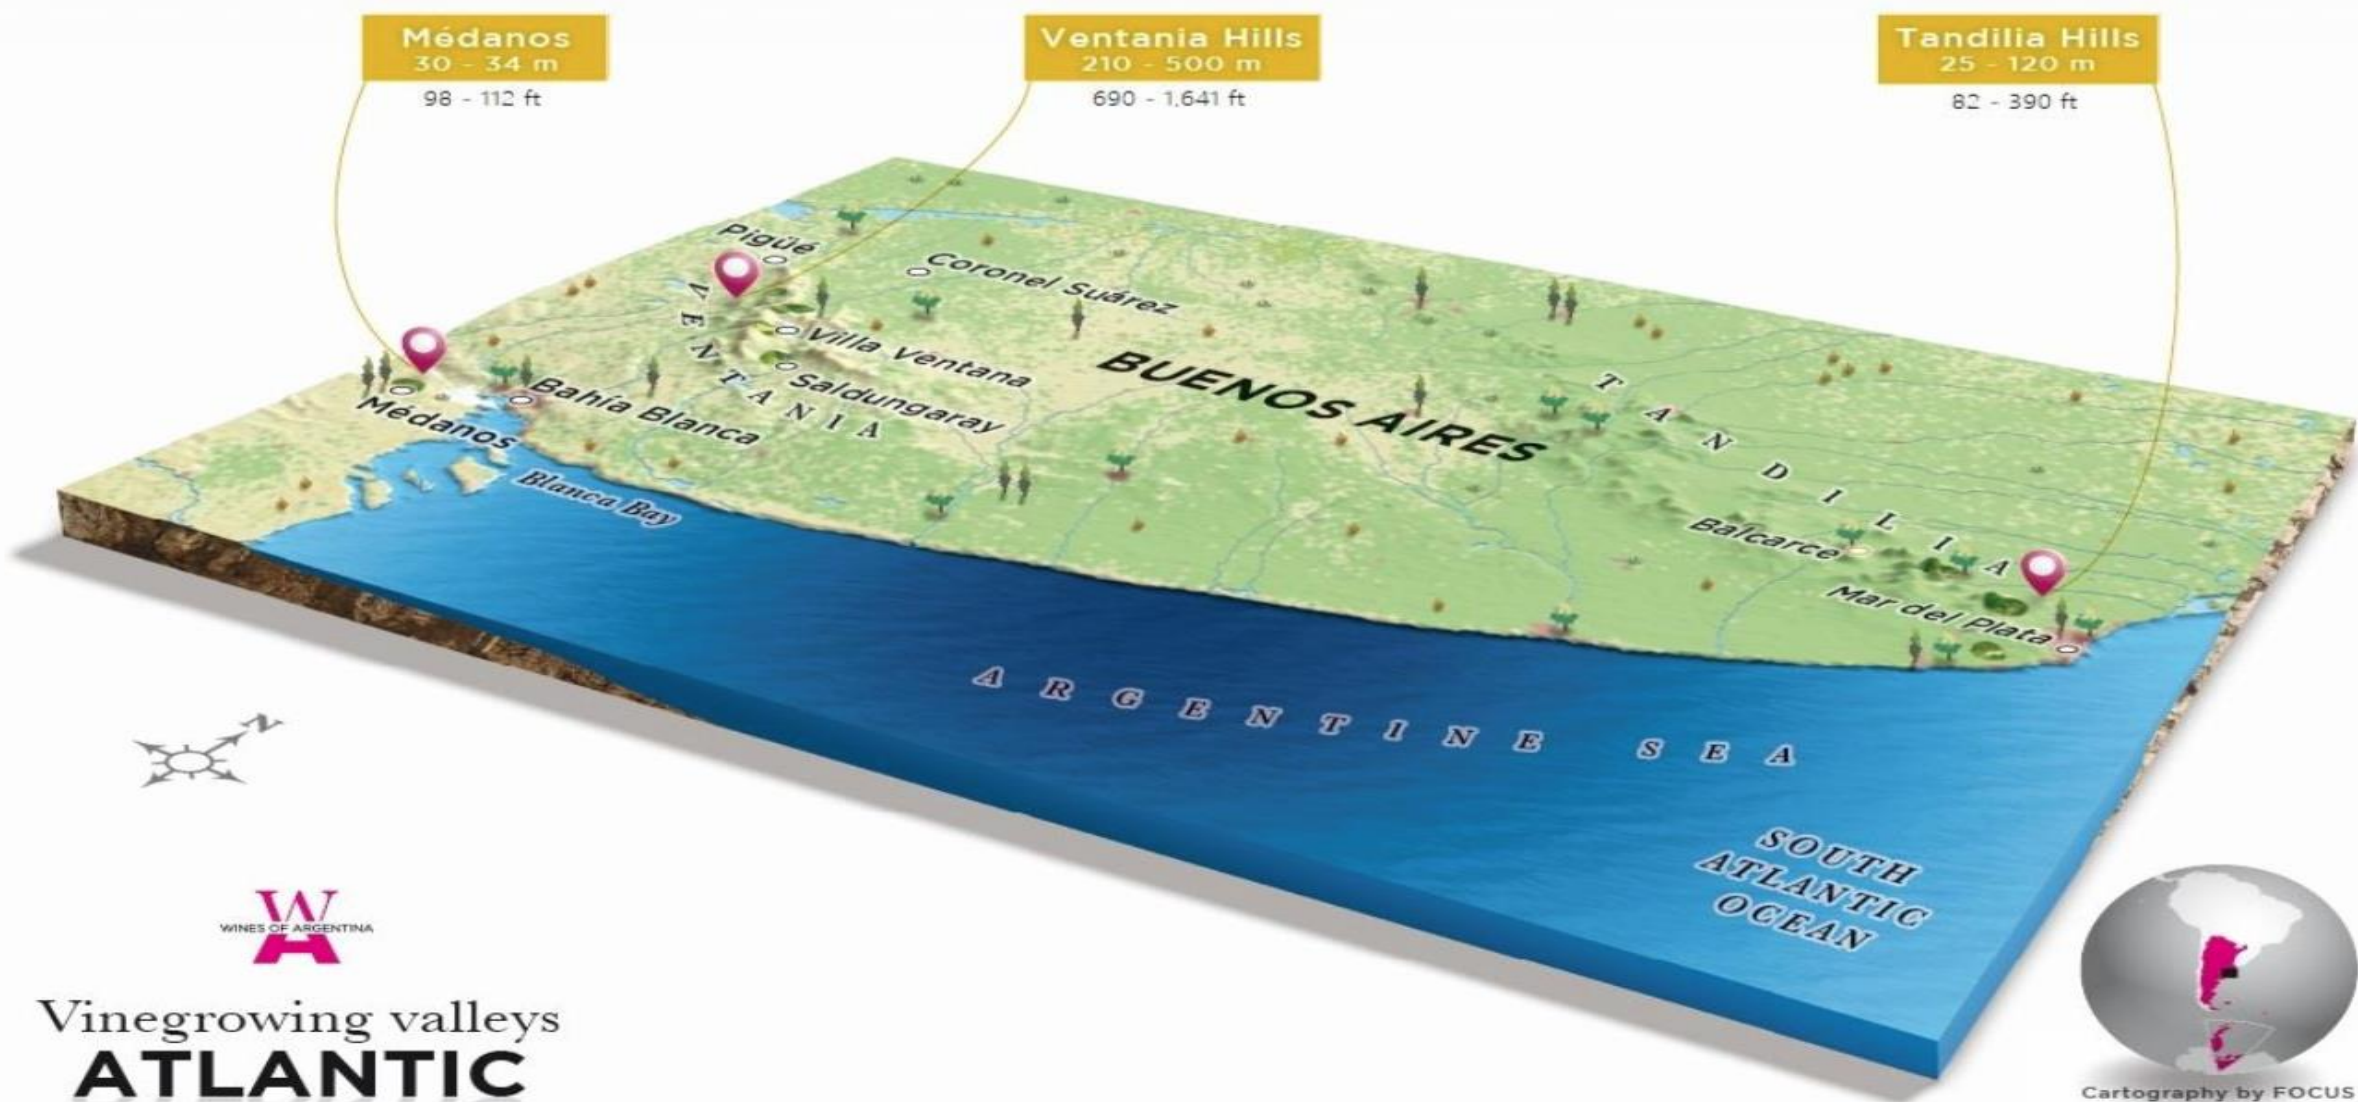 Médanos
30 - 34 m
98 - 112 ft
Ventania Hills
210 - 500 m
690 - 1,641 ft
Tandilia Hills
25 - 120 m
82 - 390 ft
Pigüé
Coronel Suárez
VENTANIA
Villa Ventana
Saldungaray
Médanos
Bahía Blanca
Blanca Bay
BUENOS AIRES
TANDILIA
Balcarce
Mar del Plata
ARGENTINE SEA
SOUTH
ATLANTIC
OCEAN
N
WA
WINES OF ARGENTINA
Vinegrowing valleys
ATLANTIC
Cartography by FOCUS